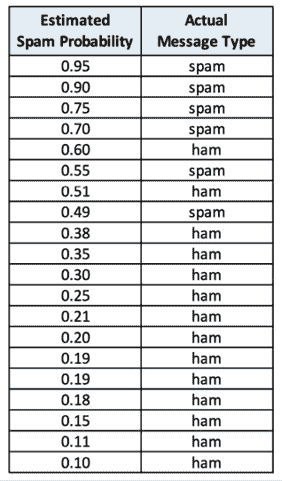 Estimated Actual
Spam Probability Message Type
0.95 spam
0.90 spam
0.75 spam
0.70 spam
0.60 ham
0.55 spam
0.51 ham
0.49 spam
0.38 ham
0.35 ham
0.30 ham
0.25 ham
0.21 ham
0.20 ham
0.19 ham
0.19 ham
0.18 ham
0.15 ham
0.11 ham
0.10 ham